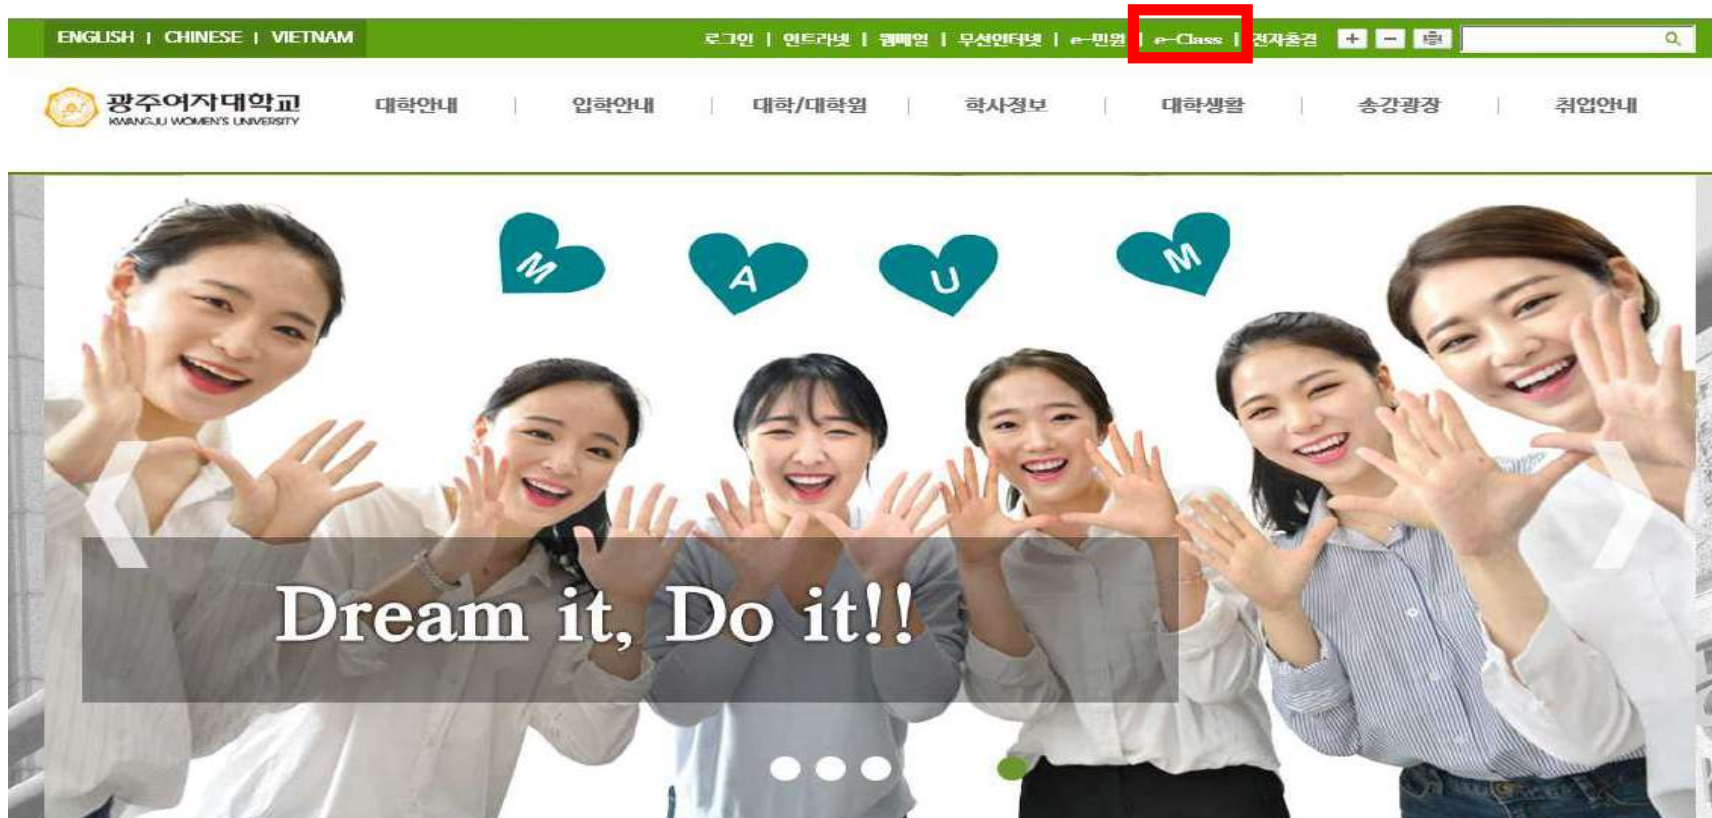 ENGLISH | CHINESE | VIETNAM
로그인 | 인트라넷 | 웹메일 | 무선인터넷 | e-민원 | e-Class | 전자출결
광주여자대학교
KWANGJU WOMEN'S UNIVERSITY
대학안내 | 입학안내 | 대학/대학원 | 학사정보 | 대학생활 | 송강광장 | 취업안내
M A U M
Dream it, Do it!!